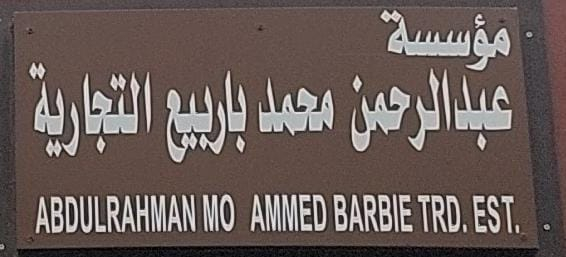 مؤسسة
عبدالرحمن محمد باربيع التجارية
ABDULRAHMAN MO AMMED BARBIE TRD. EST.